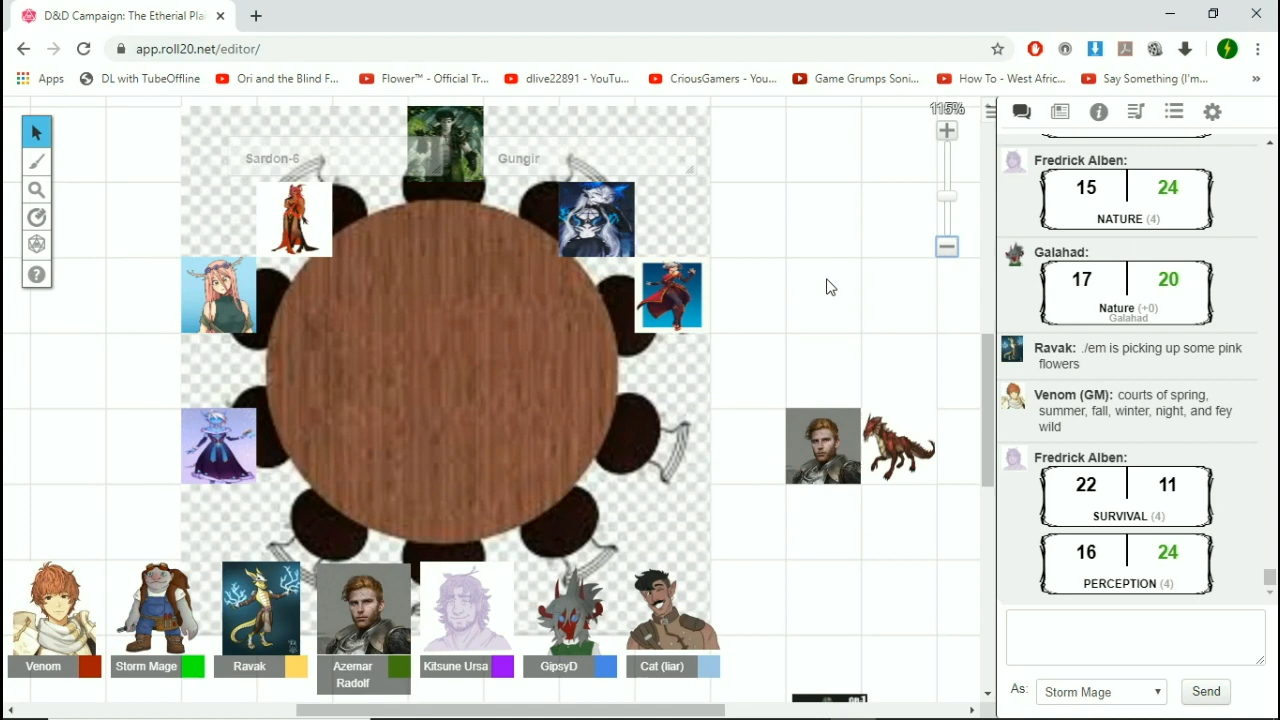 D&D Campaign: The Etherial Pla
app.roll20.net/editor/
Apps
DL with TubeOffline
Ori and the Blind F...
Flower™ - Official Tr...
dlive22891 - YouTu...
CriousGames - You...
Game Grumps Soni...
How To - West Afric...
Say Something (I'm...
»
115%
Sardon-6
Gungir
Fredrick Alben:
15 24
NATURE (4)
Galahad:
17 20
Nature (+0)
Galahad
Ravak: ./em is picking up some pink
flowers
Venom (GM): courts of spring,
summer, fall, winter, night, and fey
wild
Fredrick Alben:
22 11
SURVIVAL (4)
16 24
PERCEPTION (4)
Venom
Storm Mage
Ravak
Azemar
Radolf
Kitsune Ursa
GipsyD
Cat (liar)
As:
Storm Mage
Send